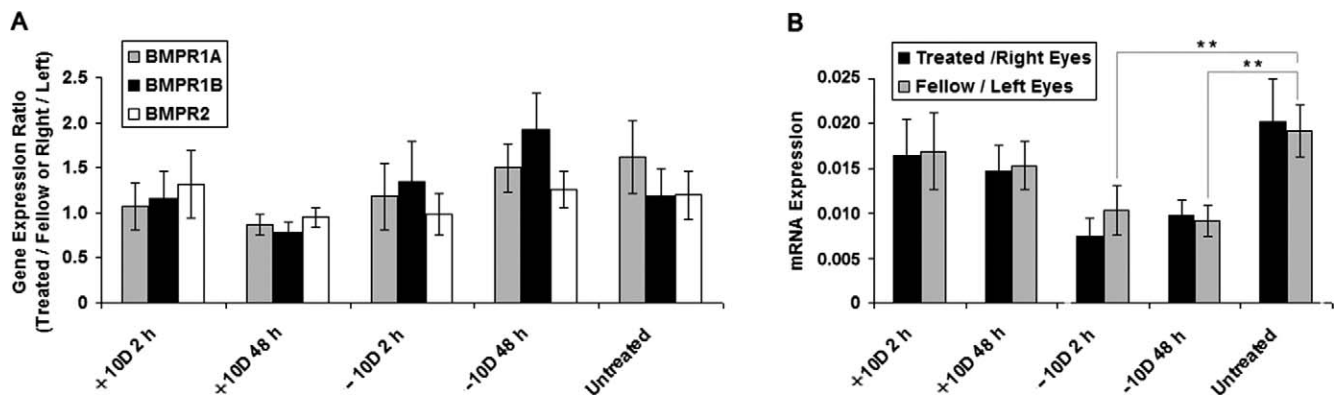 A
Gene Expression Ratio
(Treated / Fellow or Right / Left)
BMPR1A
BMPR1B
BMPR2
2.5
2.0
1.5
1.0
0.5
0
+10D 2 h
+10D 48 h
-10D 2 h
-10D 48 h
Untreated
B
mRNA Expression
Treated /Right Eyes
Fellow / Left Eyes
**
**
0.025
0.020
0.015
0.010
0.005
0
+10D 2 h
+10D 48 h
-10D 2 h
-10D 48 h
Untreated